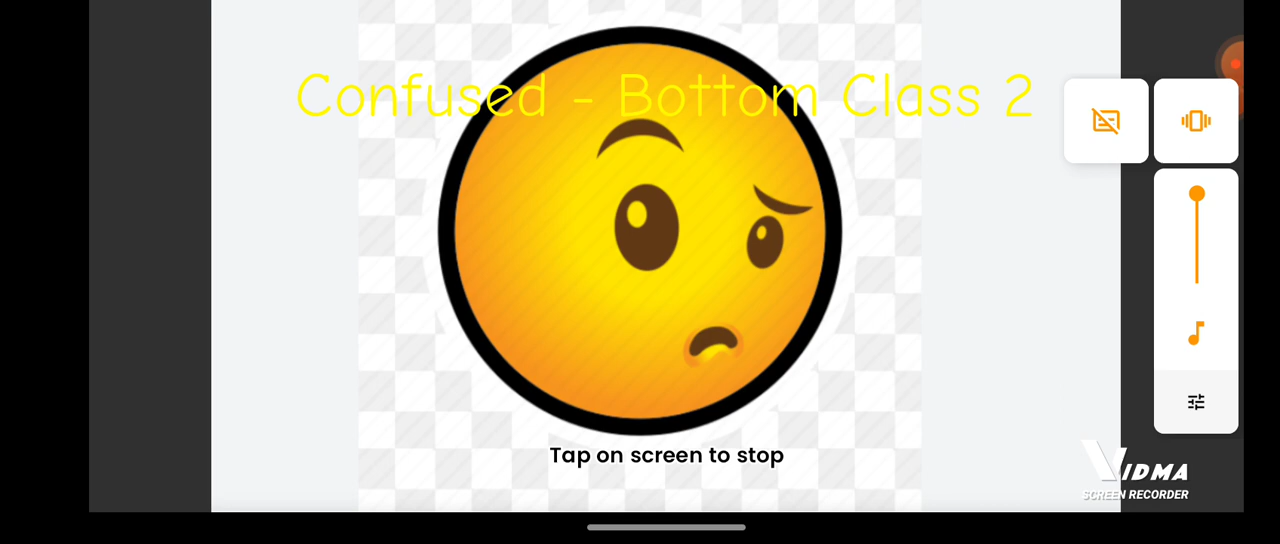 Confused - Bottom Class 2
Tap on screen to stop
VIDMA
SCREEN RECORDER